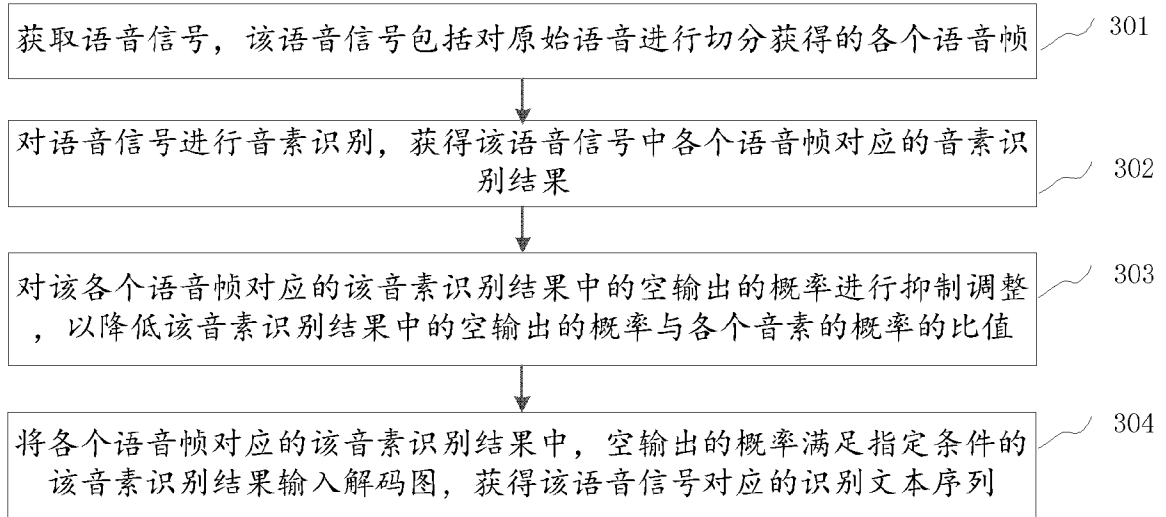 获取语音信号，该语音信号包括对原始语音进行切分获得的各个语音帧
301
对语音信号进行音素识别，获得该语音信号中各个语音帧对应的音素识
别结果
302
对该各个语音帧对应的该音素识别结果中的空输出的概率进行抑制调整
，以降低该音素识别结果中的空输出的概率与各个音素的概率的比值
303
将各个语音帧对应的该音素识别结果中，空输出的概率满足指定条件的
该音素识别结果输入解码图，获得该语音信号对应的识别文本序列
304